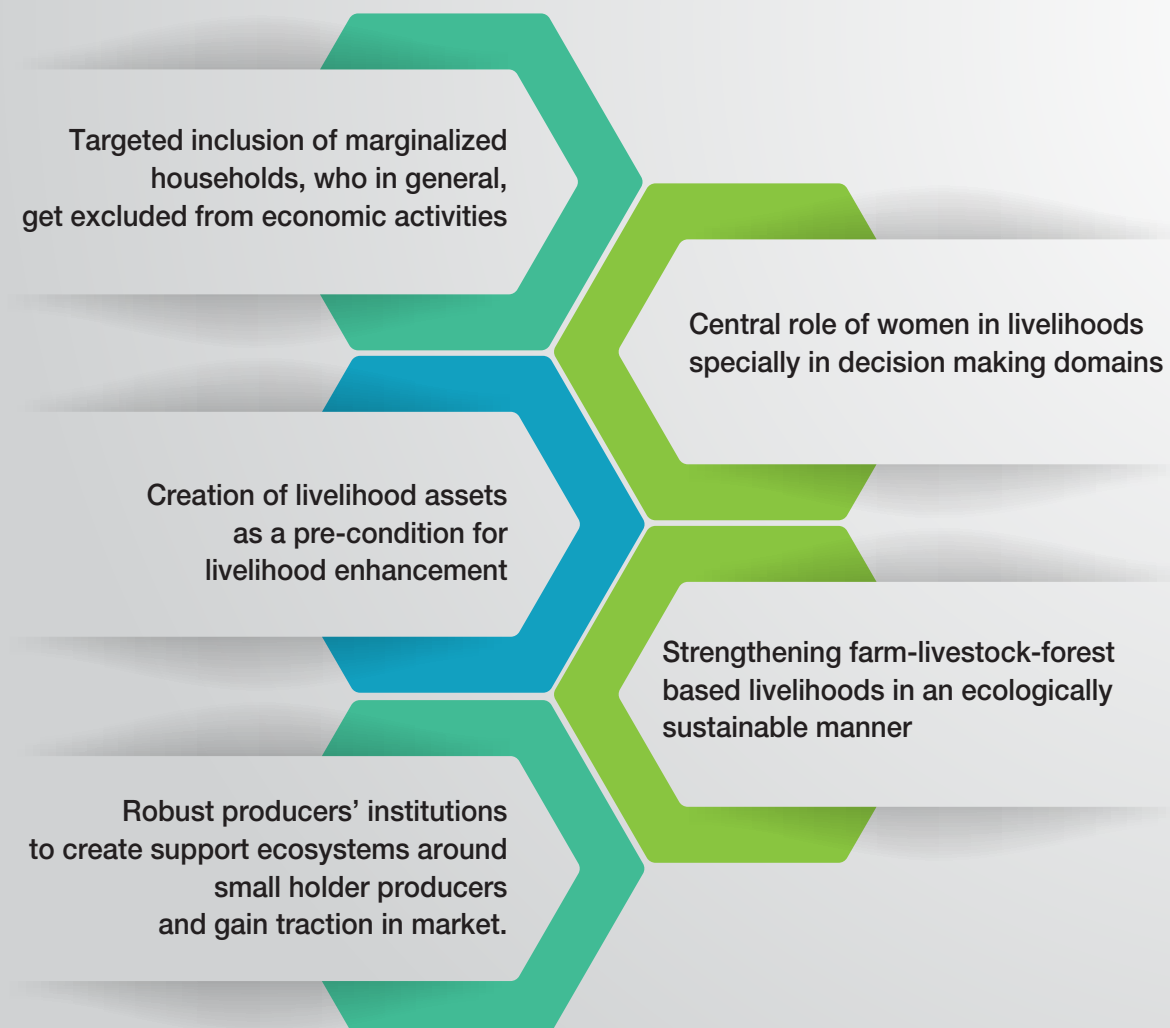 Targeted inclusion of marginalized
households, who in general,
get excluded from economic activities
Central role of women in livelihoods
specially in decision making domains
Creation of livelihood assets
as a pre-condition for
livelihood enhancement
Strengthening farm-livestock-forest
based livelihoods in an ecologically
sustainable manner
Robust producers’ institutions
to create support ecosystems around
small holder producers
and gain traction in market.